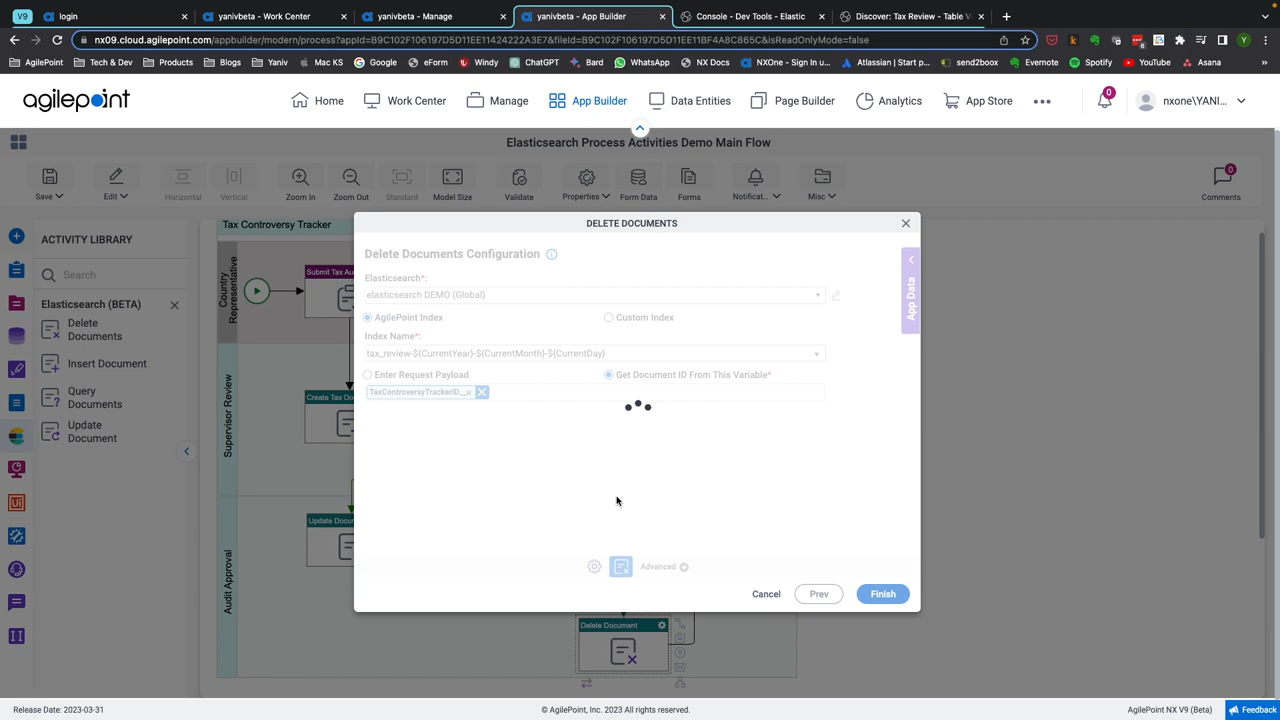 V9
login
yanivbeta - Work Center
yanivbeta - Manage
yanivbeta - App Builder
Console - Dev Tools - Elastic
Discover: Tax Review - Table V
nx09.cloud.agilepoint.com/appbuilder/modern/process?appId=B9C102F106197D5D11EE11424222A3E7&fileId=B9C102F106197D5D11EE11BF4A8C865C&isReadOnlyMode=false
AgilePoint
Tech & Dev
Products
Blogs
Yaniv
Mac KS
Google
eForm
Windy
ChatGPT
Bard
WhatsApp
NX Docs
NXOne - Sign In u...
Atlassian | Start p...
send2box
Evernote
Spotify
YouTube
Asana
agilepoint
Home
Work Center
Manage
App Builder
Data Entities
Page Builder
Analytics
App Store
0
nxone\YANI...
Elasticsearch Process Activities Demo Main Flow
Save
Edit
Horizontal
Vertical
Zoom In
Zoom Out
Standard
Model Size
Validate
Properties
Form Data
Forms
Notificat...
Misc
0
Comments
ACTIVITY LIBRARY
Search
Elasticsearch (BETA)
Delete
Documents
Insert Document
Query
Documents
Update
Document
Tax Controversy Tracker
Country
Representative
Submit Tax Au
Supervisor Review
Create Tax Do
Audit Approval
Update Docum
Delete Document
DELETE DOCUMENTS
Delete Documents Configuration
Elasticsearch*:
elasticsearch DEMO (Global)
AgilePoint Index
Custom Index
Index Name*:
tax_review-${CurrentYear}-${CurrentMonth}-${CurrentDay}
Enter Request Payload
Get Document ID From This Variable*
TaxControversyTrackerID__u
App Data
Advanced
Cancel
Prev
Finish
Release Date: 2023-03-31
© AgilePoint, Inc. 2023 All rights reserved.
AgilePoint NX V9 (Beta)
Feedback